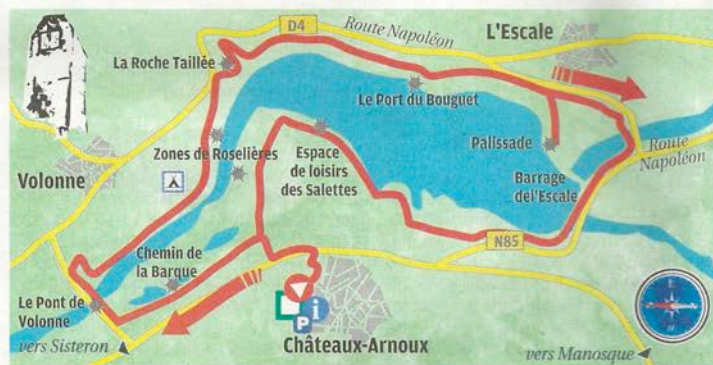 D4
Route Napoléon
L'Escale
La Roche Taillée
Le Port du Bouguet
Zones de Roselières
Espace
de loisirs
des Salettes
Palissade
Route
Napoléon
Volonne
Barrage
del'Escale
N85
Chemin de
la Barque
Le Pont de
Volonne
i
P
vers Sisteron
Châteaux-Arnoux
vers Manosque